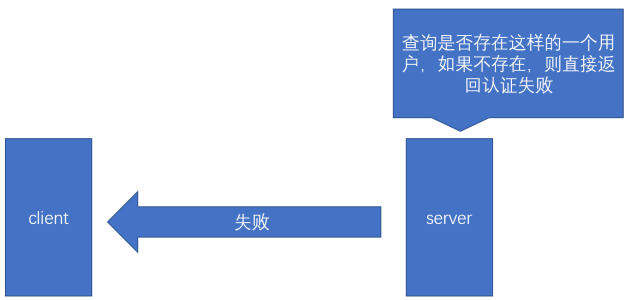 查询是否存在这样的一个用
户，如果不存在，则直接返
回认证失败
client
失败
server